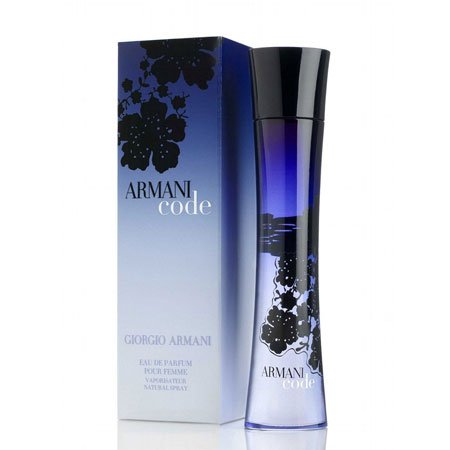 ARMANI
code
GIORGIO ARMANI
EAU DE PARFUM
POUR FEMME
VAPORISATEUR
NATURAL SPRAY
ARMANI
code